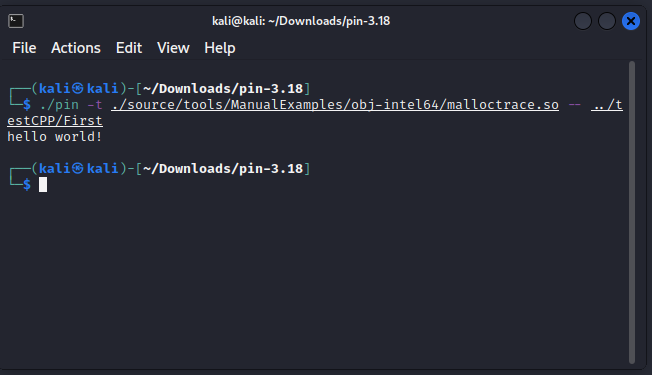 kali@kali: ~/Downloads/pin-3.18
File Actions Edit View Help
┌──(kali㉿kali)-[~/Downloads/pin-3.18]
└─$ ./pin -t ./source/tools/ManualExamples/obj-intel64/malloctrace.so -- ../t
estCPP/First
hello world!
┌──(kali㉿kali)-[~/Downloads/pin-3.18]
└─$